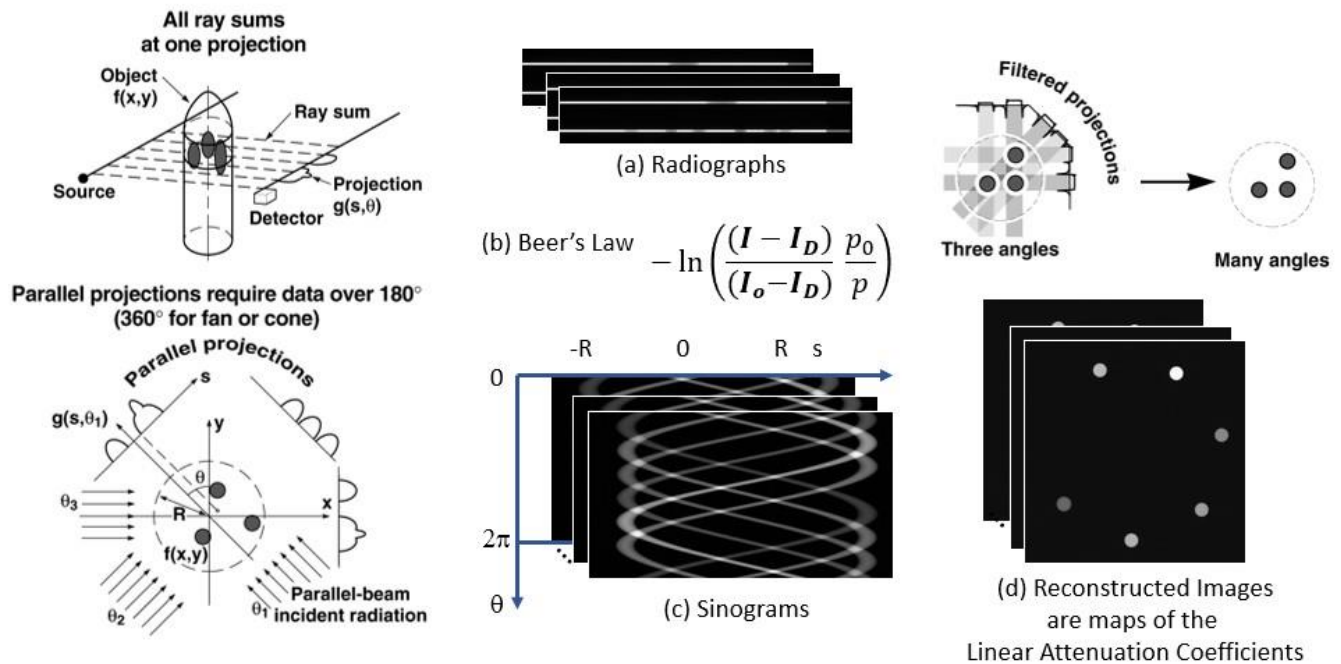 All ray sums
at one projection
Object
f(x,y)
Ray sum
Source
Projection
g(s,θ)
Detector
Parallel projections require data over 180°
(360° for fan or cone)
Parallel projections
s
g(s,θ₁)
y
θ
θ₃
R
x
f(x,y)
θ₂
θ₁
Parallel-beam
incident radiation
(a) Radiographs
(b) Beer's Law
− ln( (I − I_D) / (I_o − I_D) p₀ / p )
-R 0 R s
0
2π
θ
(c) Sinograms
Filtered projections
Three angles
Many angles
(d) Reconstructed Images
are maps of the
Linear Attenuation Coefficients